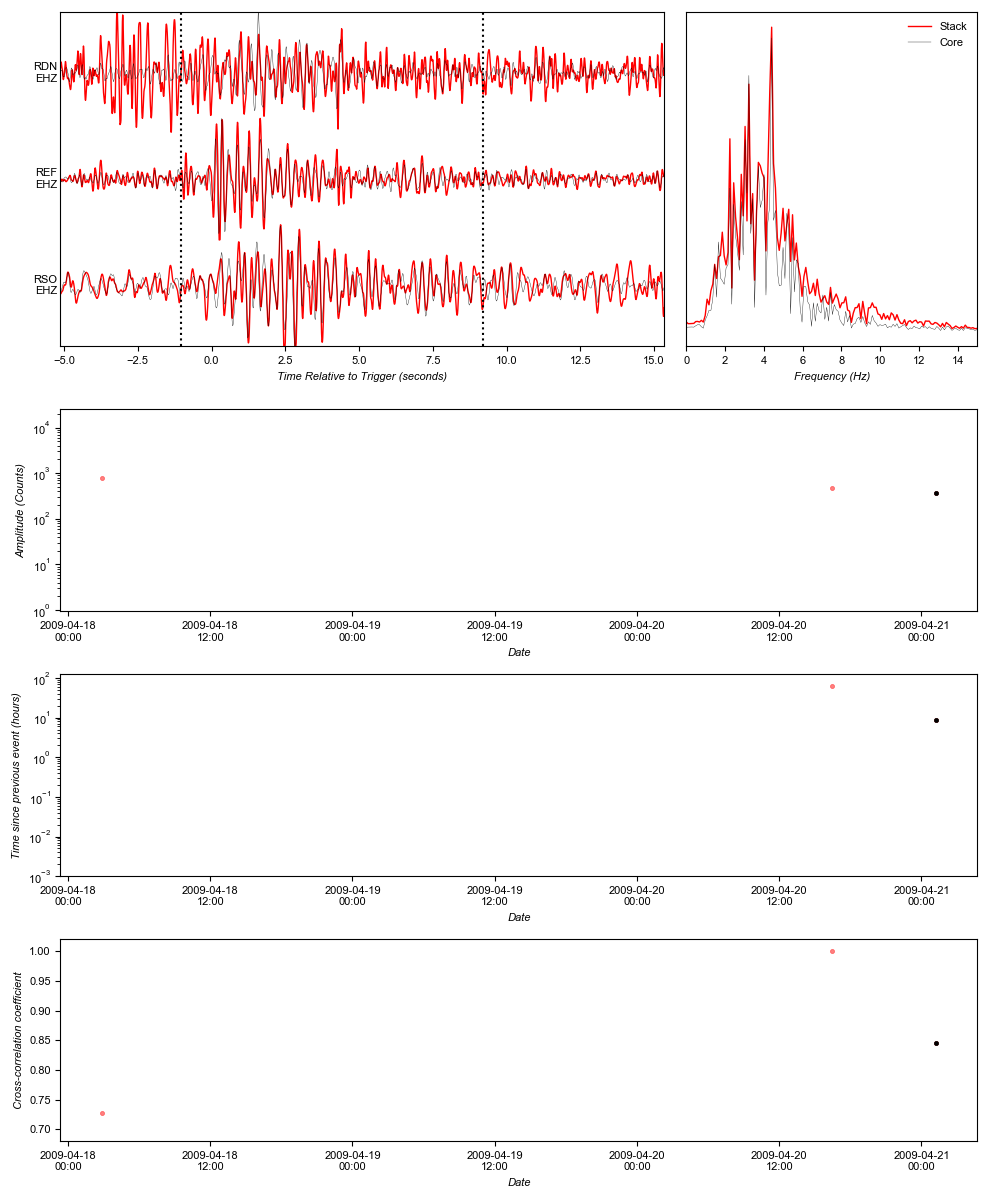 RDN
EHZ
REF
EHZ
RSO
EHZ
−5.0 −2.5 0.0 2.5 5.0 7.5 10.0 12.5 15.0
Time Relative to Trigger (seconds)
Stack
Core
0 2 4 6 8 10 12 14
Frequency (Hz)
10⁴
10³
10²
10¹
10⁰
Amplitude (Counts)
2009-04-18 2009-04-18 2009-04-19 2009-04-19 2009-04-20 2009-04-20 2009-04-21
00:00 12:00 00:00 12:00 00:00 12:00 00:00
Date
10²
10¹
10⁰
10⁻¹
10⁻²
10⁻³
Time since previous event (hours)
2009-04-18 2009-04-18 2009-04-19 2009-04-19 2009-04-20 2009-04-20 2009-04-21
00:00 12:00 00:00 12:00 00:00 12:00 00:00
Date
1.00
0.95
0.90
0.85
0.80
0.75
0.70
Cross-correlation coefficient
2009-04-18 2009-04-18 2009-04-19 2009-04-19 2009-04-20 2009-04-20 2009-04-21
00:00 12:00 00:00 12:00 00:00 12:00 00:00
Date